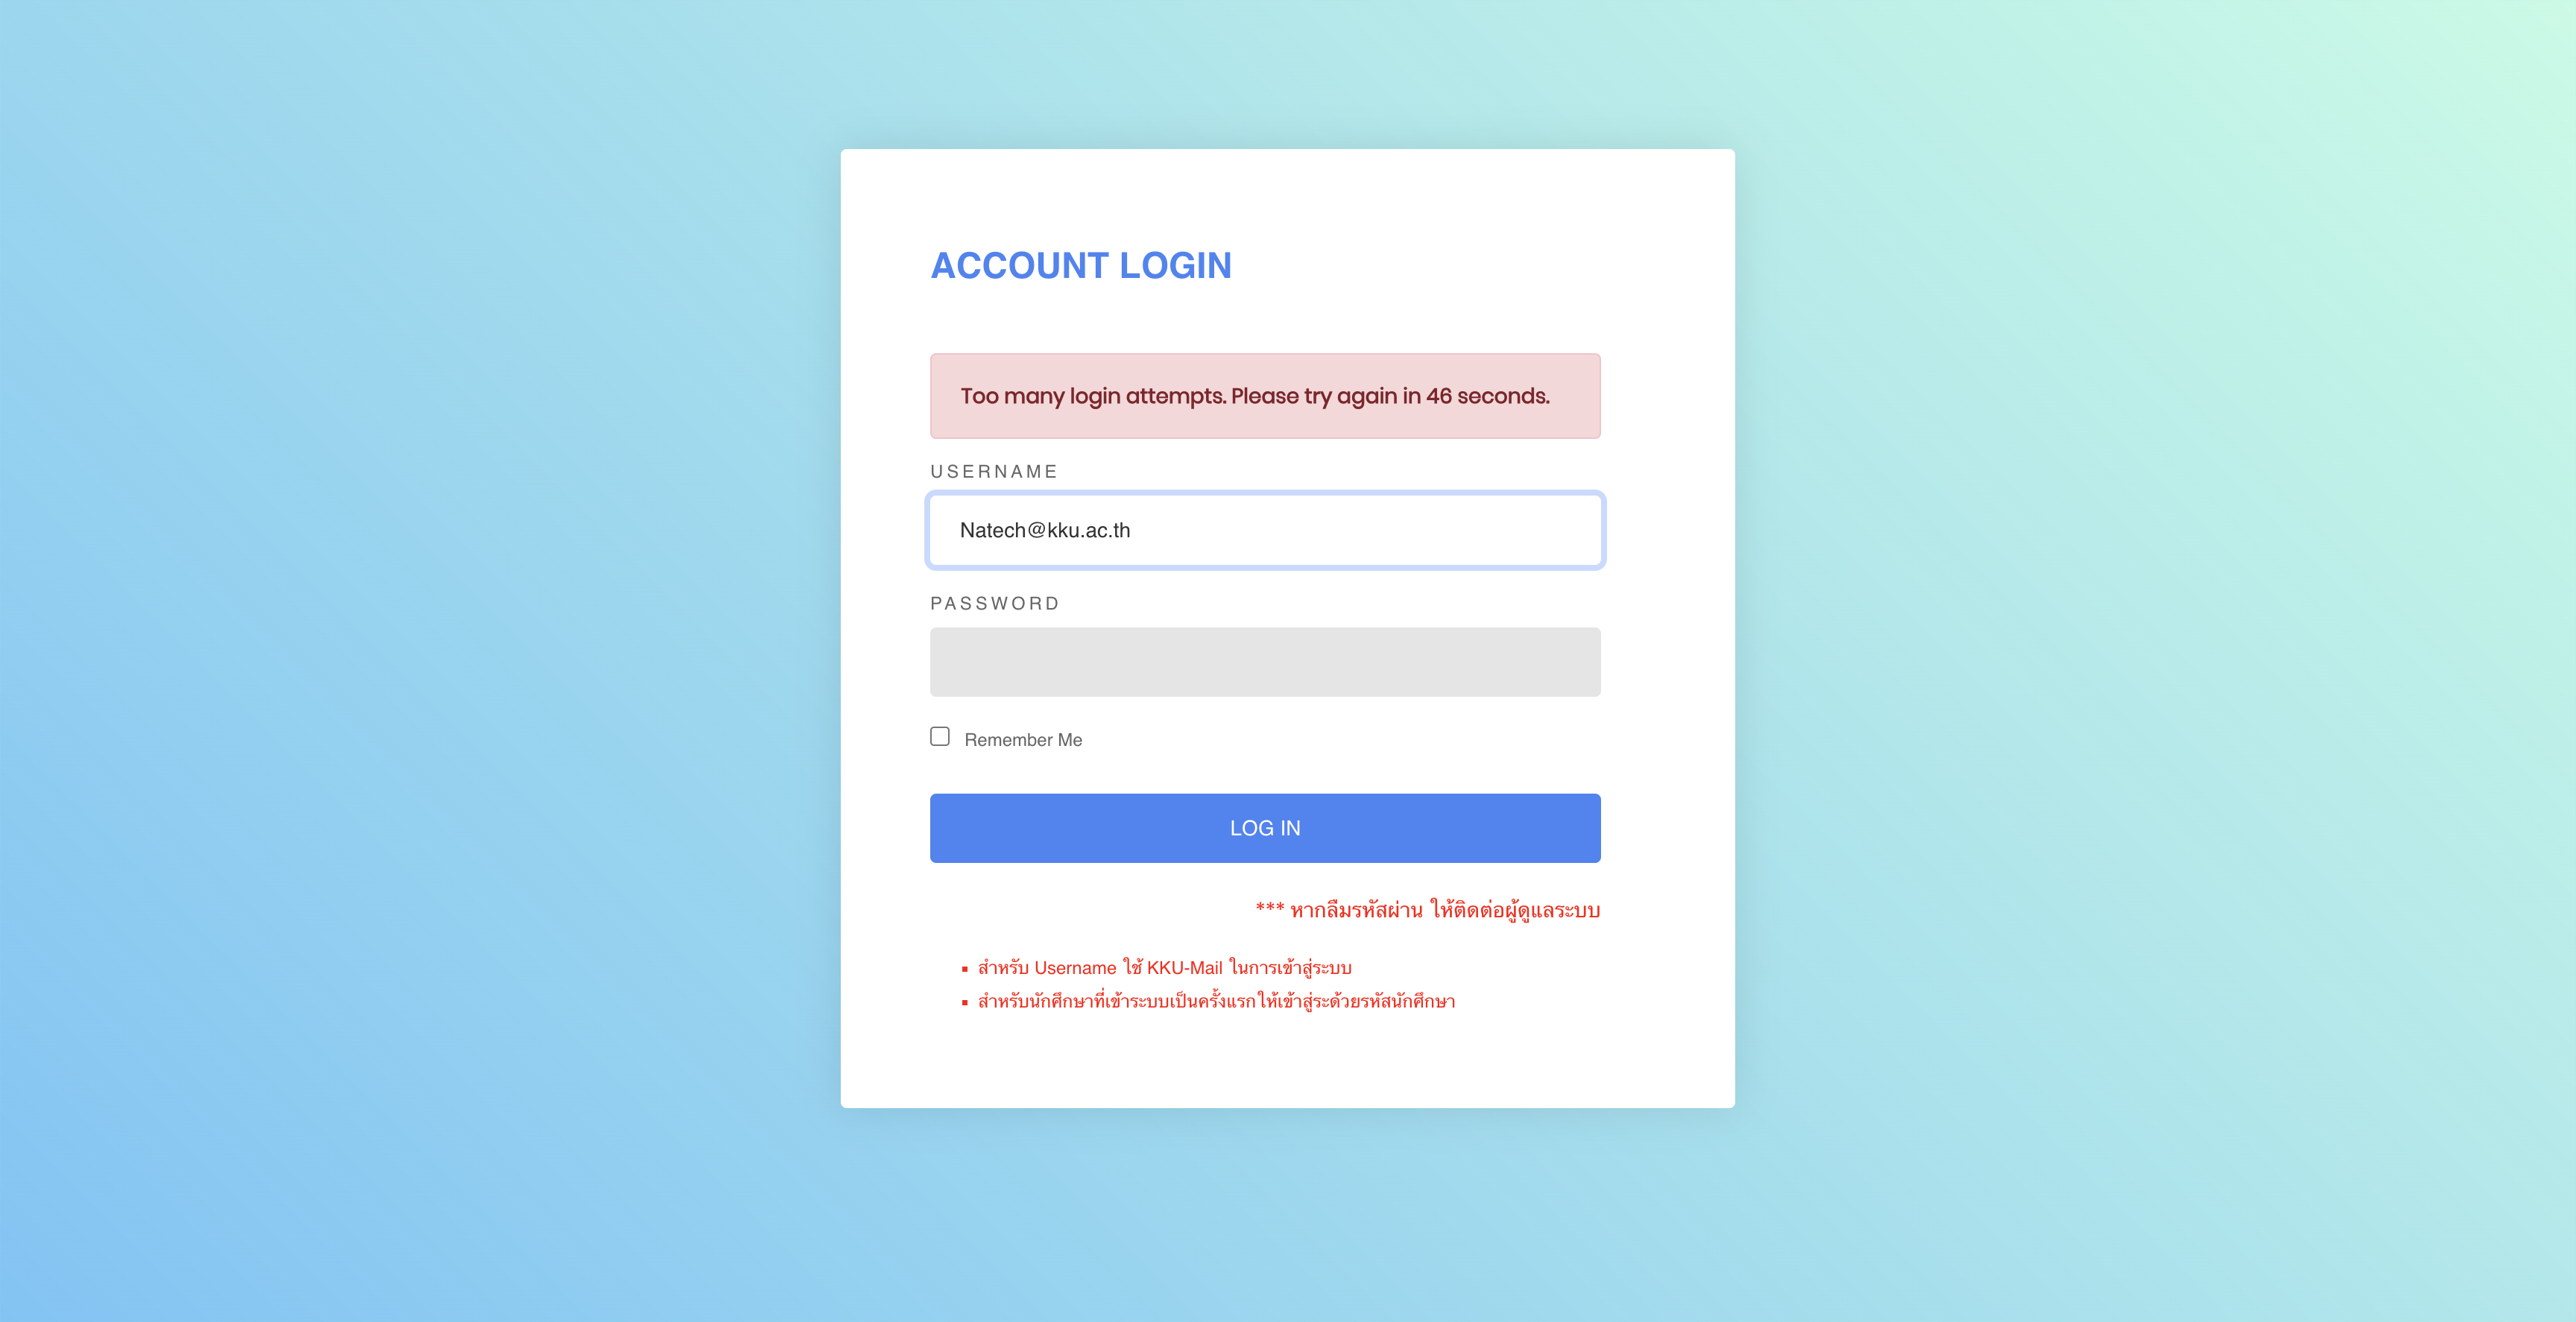 ACCOUNT LOGIN
Too many login attempts. Please try again in 46 seconds.
USERNAME
Natech@kku.ac.th
PASSWORD
Remember Me
LOG IN
*** หากลืมรหัสผ่าน ให้ติดต่อผู้ดูแลระบบ
▪ สำหรับ Username ใช้ KKU-Mail ในการเข้าสู่ระบบ
▪ สำหรับนักศึกษาที่เข้าระบบเป็นครั้งแรกให้เข้าสู่ระด้วยรหัสนักศึกษา